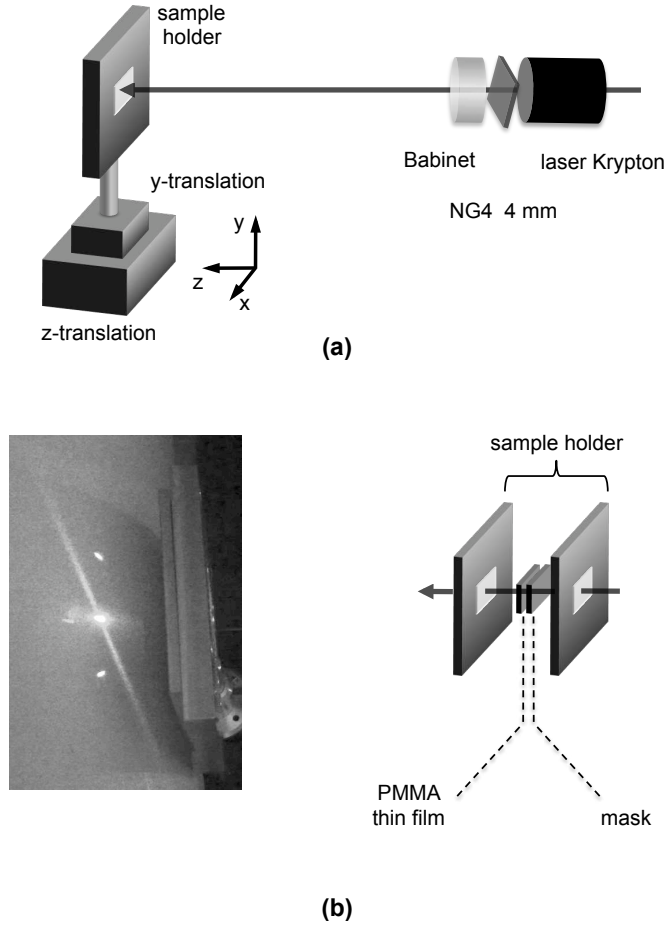 sample
holder
Babinet
laser Krypton
y-translation
NG4 4 mm
y
z
x
z-translation
(a)
sample holder
PMMA
thin film
mask
(b)